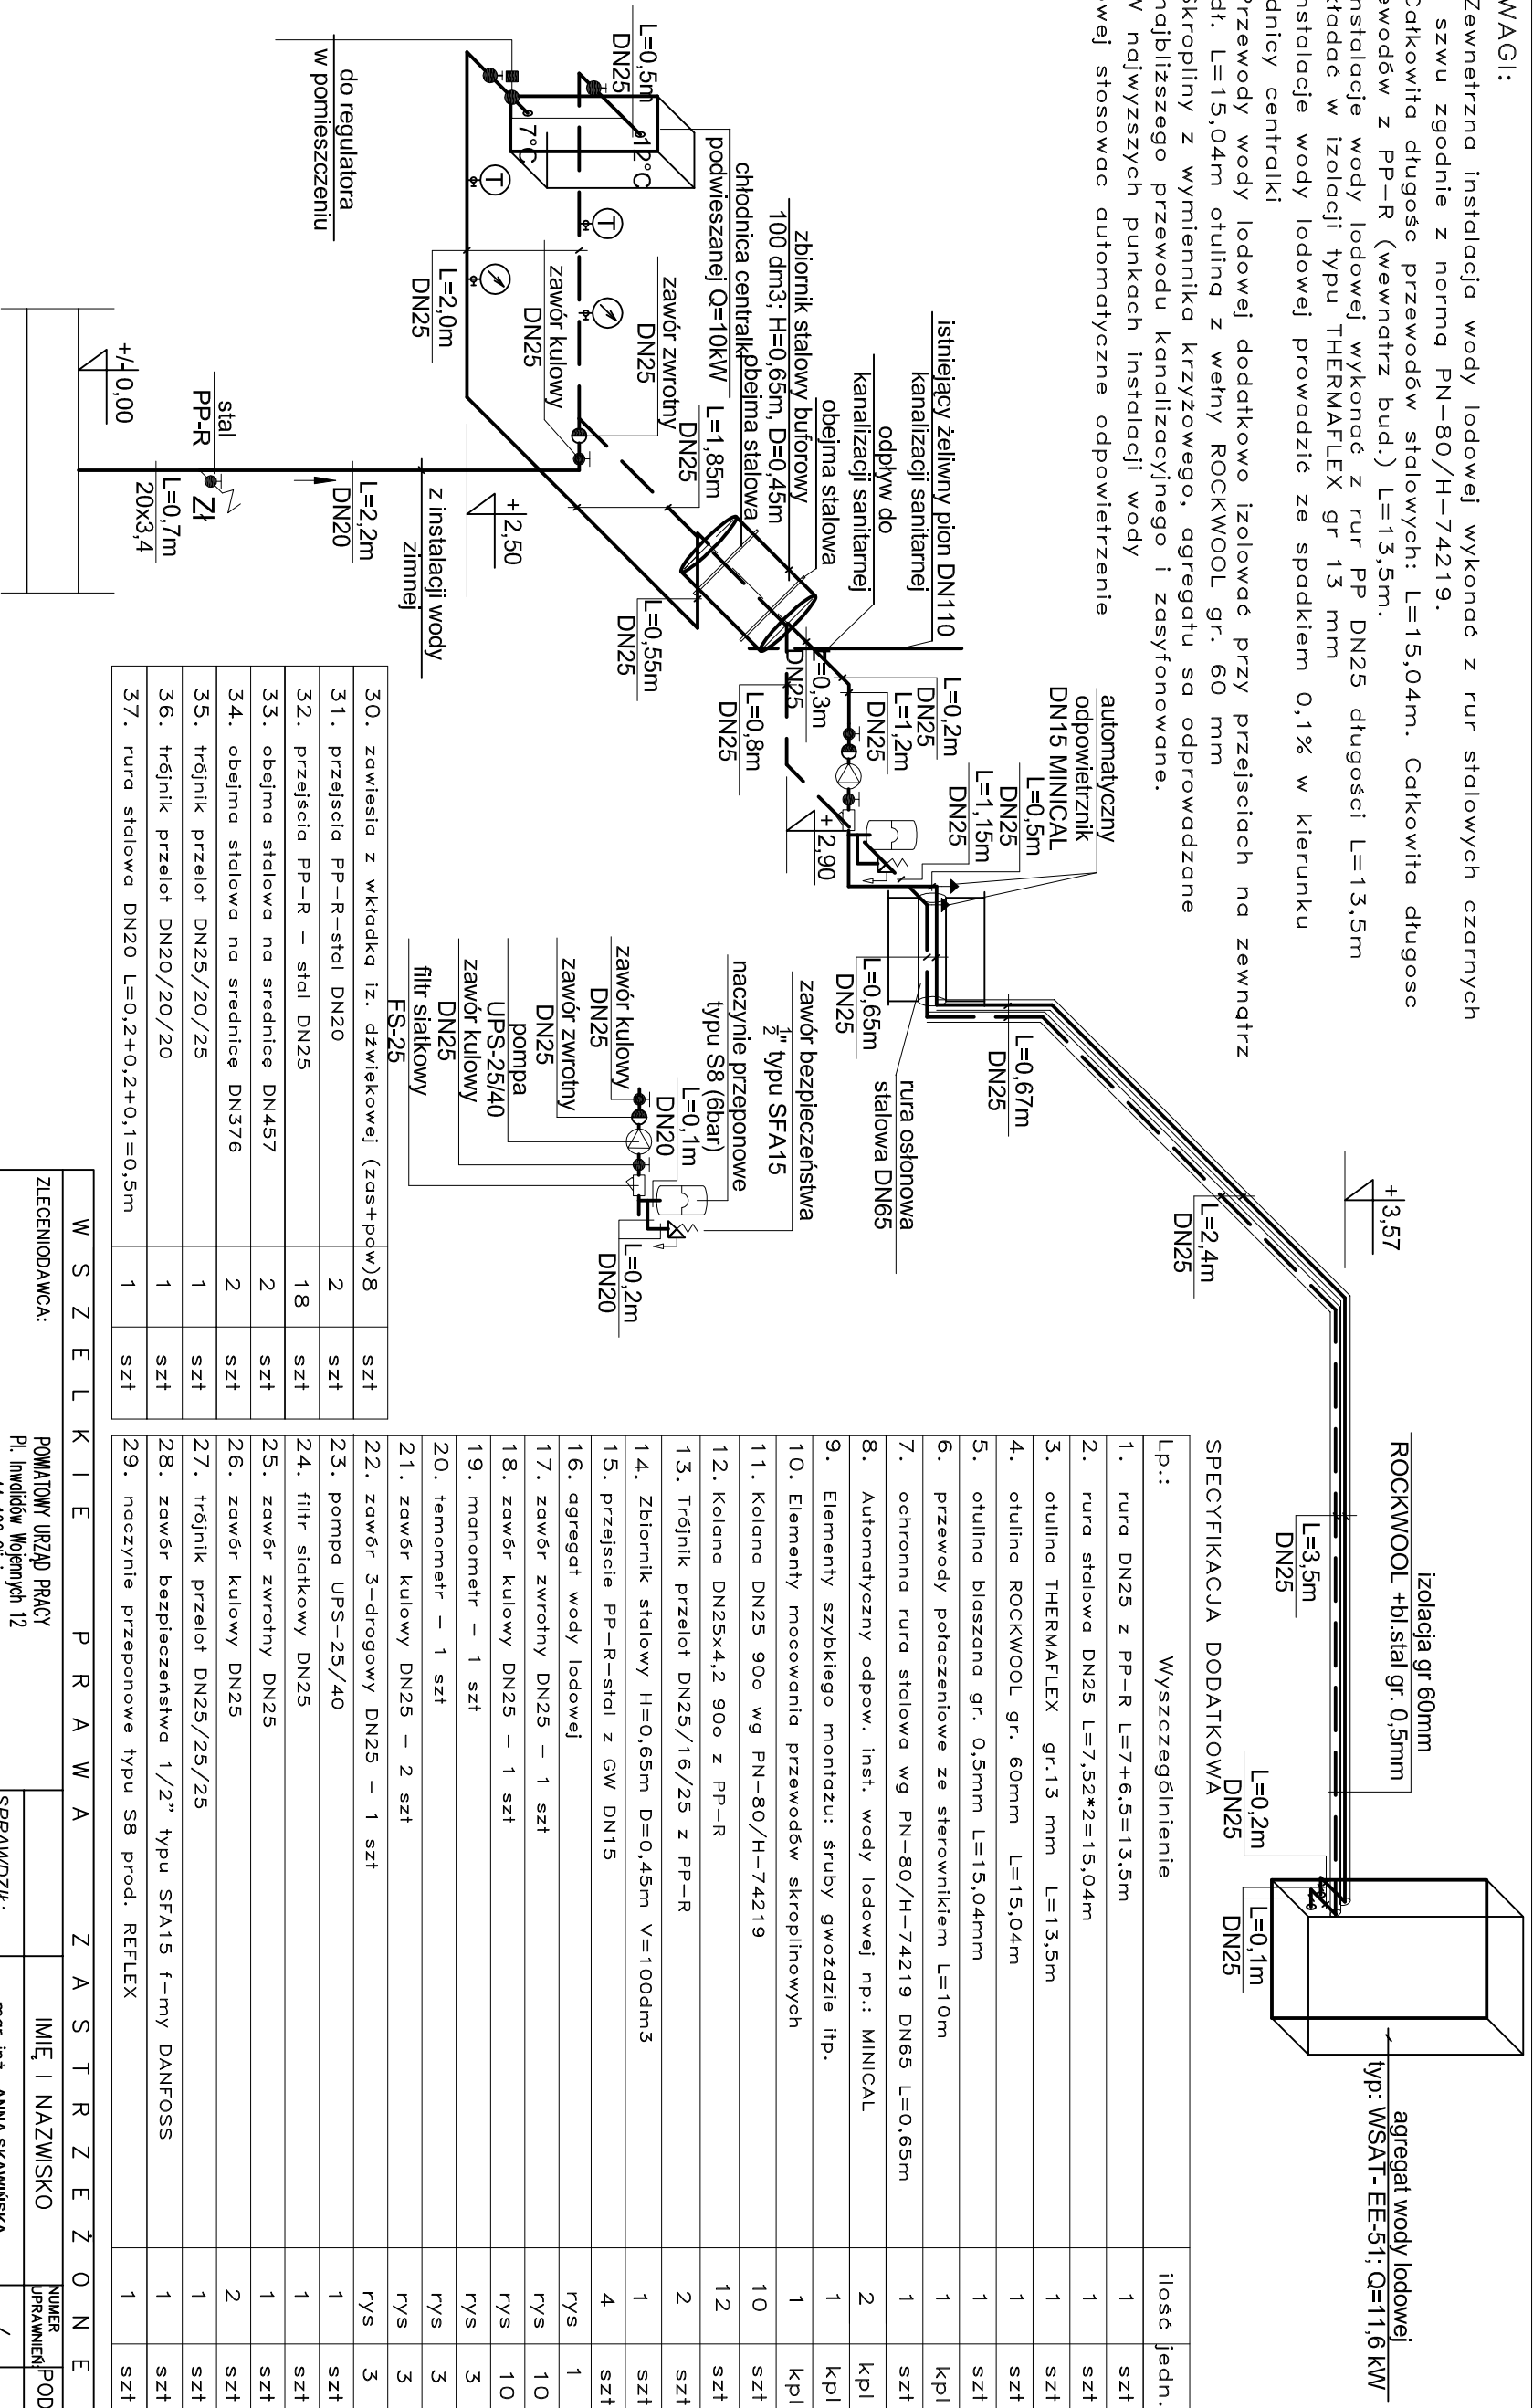 WAGI:
Zewnetrzna instalacja wody lodowej wykonać z rur stalowych czarnych
szwu zgodnie z normą PN-80/H-74219.
Całkowita długośc przewodów stalowych: L=15,04m. Całkowita długosc
ewodów z PP-R (wewnatrz bud.) L=13,5m.
nstalacje wody lodowej wykonać z rur PP DN25 długości L=13,5m
kładać w izolacji typu THERMAFLEX gr 13 mm
nstalacje wody lodowej prowadzić ze spadkiem 0,1% w kierunku
dnicy centralki
Przewody wody lodowej dodatkowo izolować przy przejsciach na zewnątrz
dł. L=15,04m otuliną z wełny ROCKWOOL gr. 60 mm
Skropliny z wymiennika krzyżowego, agregatu sa odprowadzane
najblizszego przewodu kanalizacyjnego i zasyfonowane.
W najwyzszych punkach instalacji wody
owej stosowac automatyczne odpowietrzenie
izolacja gr 60mm
ROCKWOOL +bl.stal gr. 0,5mm
agregat wody lodowej
typ: WSAT- EE-51; Q=11,6 kW
+3,57
L=3,5m
DN25
L=0,2m
DN25
L=0,1m
DN25
L=2,4m
DN25
L=0,67m
DN25
rura osłonowa
stalowa DN65
L=0,65m
DN25
automatyczny
odpowietrznik
DN15 MINICAL
L=0,5m
DN25
L=1,15m
DN25
L=0,2m
DN25
L=1,2m
DN25
+2,90
L=0,3m
DN25
L=0,8m
DN25
istniejący żeliwny pion DN110
kanalizacji sanitarnej
odpływ do
kanalizacji sanitarnej
obejma stalowa
zbiornik stalowy buforowy
100 dm3; H=0,65m, D=0,45m
obejma stalowa
chłodnica centralki
podwieszanej Q=10kW
L=1,85m
DN25
L=0,55m
DN25
zawór zwrotny
DN25
zawór kulowy
DN25
L=2,0m
DN25
L=0,5m
DN25
12°C
7°C
T
T
do regulatora
w pomieszczeniu
+2,50
z instalacji wody
zimnej
L=2,2m
DN20
stal
PP-R
Zł
L=0,7m
20x3,4
+/- 0,00
zawór bezpieczeństwa
1/2" typu SFA15
naczynie przeponowe
typu S8 (6bar)
L=0,1m
DN20
L=0,2m
DN20
zawór kulowy
DN25
zawór zwrotny
DN25
pompa
UPS-25/40
zawór kulowy
DN25
filtr siatkowy
FS-25
SPECYFIKACJA DODATKOWA
Lp.: Wyszczególnienie ilość jedn.
1. rura DN25 z PP-R L=7+6,5=13,5m 1 szt
2. rura stalowa DN25 L=7,52*2=15,04m 1 szt
3. otulina THERMAFLEX gr.13 mm L=13,5m 1 szt
4. otulina ROCKWOOL gr. 60mm L=15,04m 1 szt
5. otulina blaszana gr. 0,5mm L=15,04mm 1 szt
6. przewody połaczeniowe ze sterownikiem L=10m 1 kpl
7. ochronna rura stalowa wg PN-80/H-74219 DN65 L=0,65m 1 szt
8. Automatyczny odpow. inst. wody lodowej np.: MINICAL 2 kpl
9. Elementy szybkiego montazu: śruby gwoździe itp. 1 kpl
10. Elementy mocowania przewodów skroplinowych 1 kpl
11. Kolana DN25 90o wg PN-80/H-74219 10 szt
12. Kolana DN25x4,2 90o z PP-R 12 szt
13. Trójnik przelot DN25/16/25 z PP-R 2 szt
14. Zbiornik stalowy H=0,65m D=0,45m V=100dm3 1 szt
15. przejscie PP-R-stal z GW DN15 4 szt
16. agregat wody lodowej rys 1
17. zawór zwrotny DN25 - 1 szt rys 10
18. zawór kulowy DN25 - 1 szt rys 10
19. manometr - 1 szt rys 3
20. temometr - 1 szt rys 3
21. zawór kulowy DN25 - 2 szt rys 3
22. zawór 3-drogowy DN25 - 1 szt rys 3
23. pompa UPS-25/40 1 szt
24. filtr siatkowy DN25 1 szt
25. zawór zwrotny DN25 1 szt
26. zawór kulowy DN25 2 szt
27. trójnik przelot DN25/25/25 1 szt
28. zawór bezpieczeństwa 1/2" typu SFA15 f-my DANFOSS 1 szt
29. naczynie przeponowe typu S8 prod. REFLEX 1 szt
30. zawiesia z wkładką iz. dźwiękowej (zas+pow) 8 szt
31. przejscia PP-R-stal DN20 2 szt
32. przejścia PP-R - stal DN25 18 szt
33. obejma stalowa na srednicę DN457 2 szt
34. obejma stalowa na srednicę DN376 2 szt
35. trójnik przelot DN25/20/25 1 szt
36. trójnik przelot DN20/20/20 1 szt
37. rura stalowa DN20 L=0,2+0,2+0,1=0,5m 1 szt
WSZELKIE PRAWA ZASTRZEŻONE
ZLECENIODAWCA:
POWIATOWY URZĄD PRACY
Pl. Inwalidów Wojennych 12
IMIĘ I NAZWISKO
NUMER
UPRAWNIEŃ:
POD
SPRAWDZIŁ:
mgr inż. ANNA SKAWIŃSKA